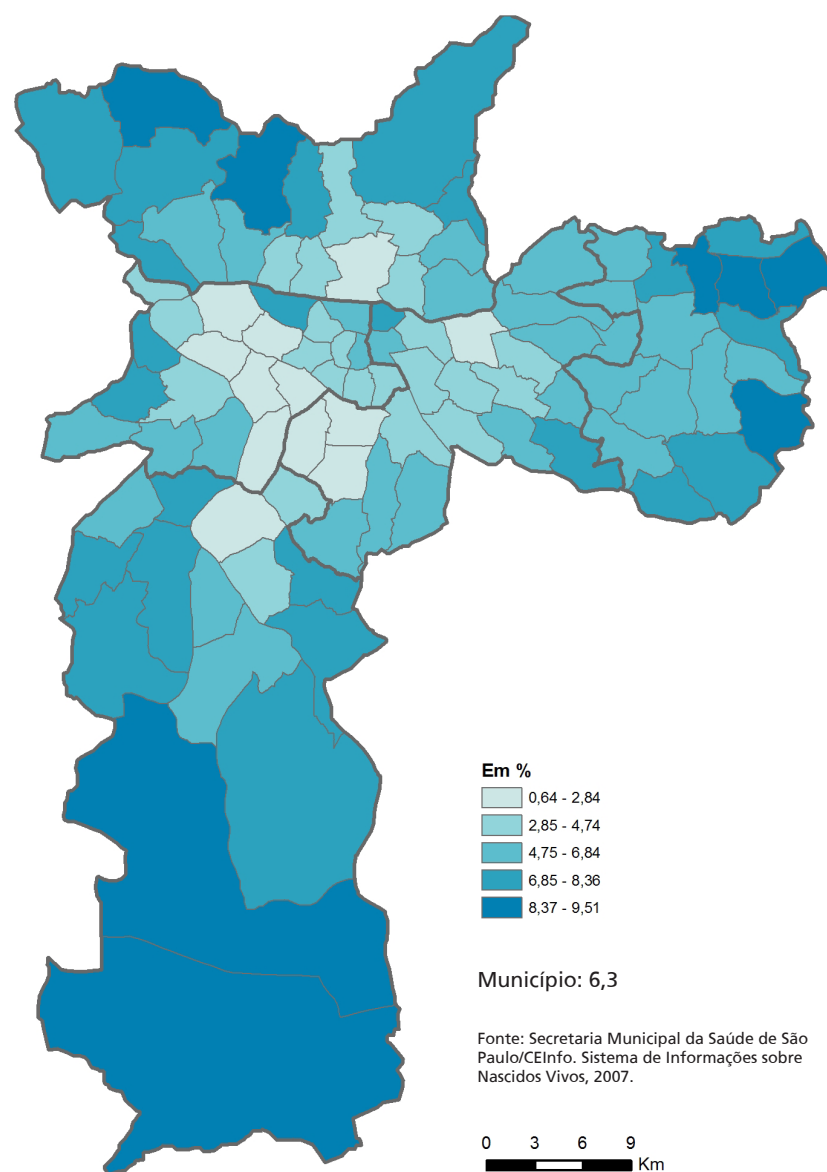 Em %
0,64 - 2,84
2,85 - 4,74
4,75 - 6,84
6,85 - 8,36
8,37 - 9,51
Município: 6,3
Fonte: Secretaria Municipal da Saúde de São
Paulo/CEInfo. Sistema de Informações sobre
Nascidos Vivos, 2007.
0 3 6 9
Km